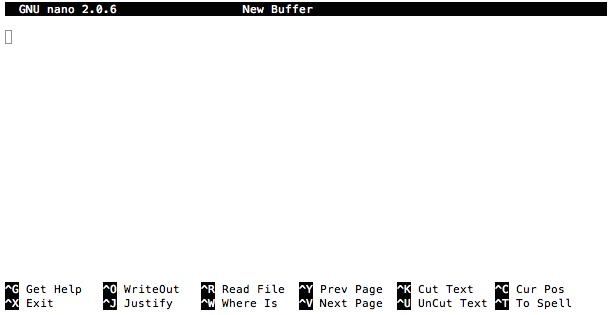 GNU nano 2.0.6 New Buffer
^G Get Help ^O WriteOut ^R Read File ^Y Prev Page ^K Cut Text ^C Cur Pos
^X Exit ^J Justify ^W Where Is ^V Next Page ^U UnCut Text ^T To Spell